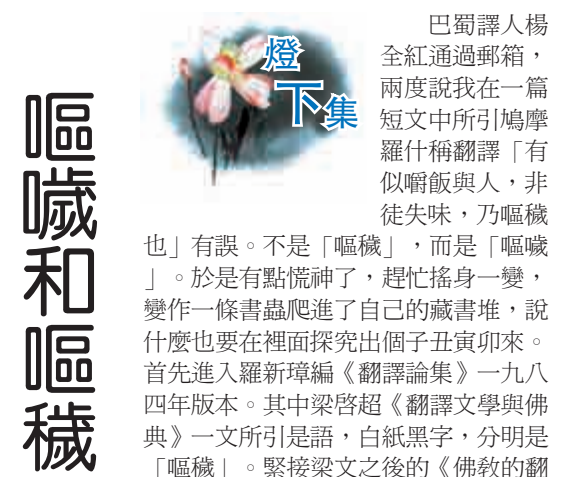 嘔噦和嘔穢
燈下集
巴蜀譯人楊
全紅通過郵箱，
兩度說我在一篇
短文中所引鳩摩
羅什稱翻譯「有
似嚼飯與人，非
徒失味，乃嘔穢
也」有誤。不是「嘔穢」，而是「嘔噦
」。於是有點慌神了，趕忙搖身一變，
變作一條書蟲爬進了自己的藏書堆，說
什麼也要在裡面探究出個子丑寅卯來。
首先進入羅新璋編《翻譯論集》一九八
四年版本。其中梁啓超《翻譯文學與佛
典》一文所引是語，白紙黑字，分明是
「嘔穢」。緊接梁文之後的《佛教的翻